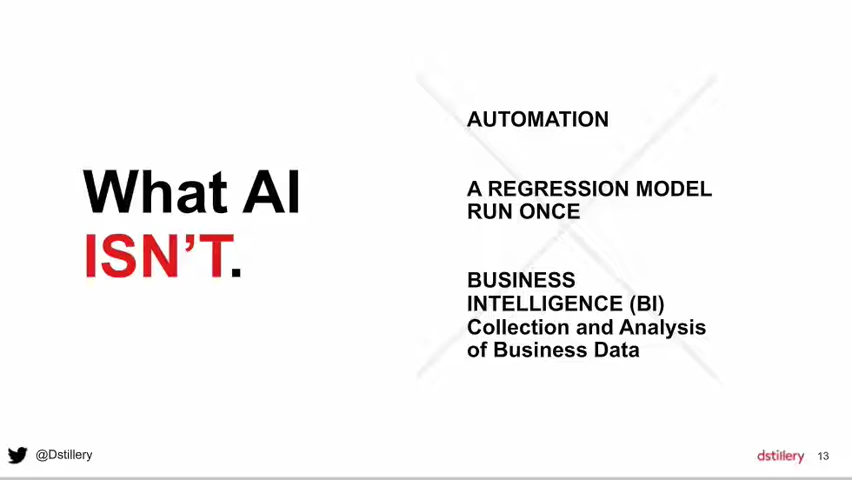 What AI
ISN'T.
AUTOMATION
A REGRESSION MODEL
RUN ONCE
BUSINESS
INTELLIGENCE (BI)
Collection and Analysis
of Business Data
@Dstillery
dstillery
13